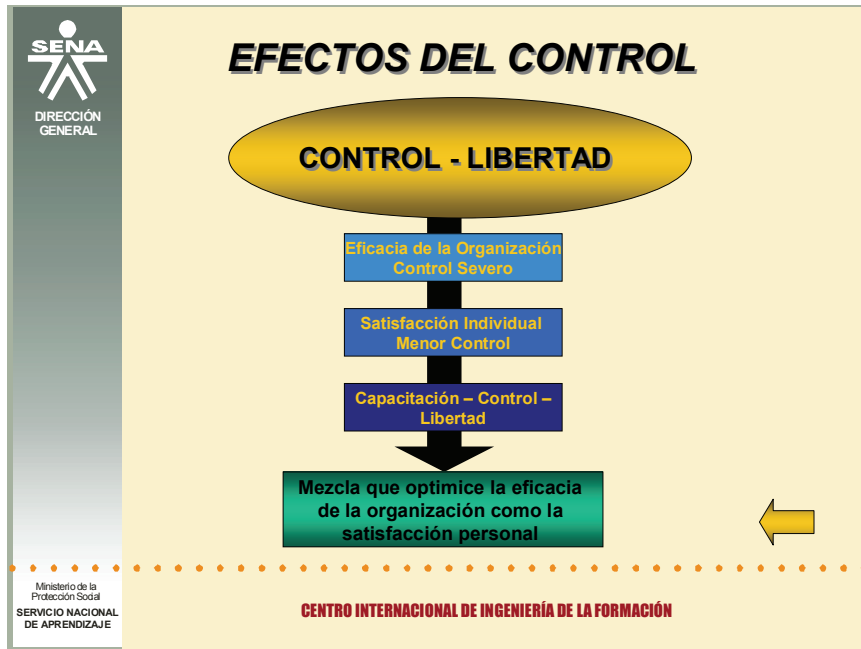 SENA
DIRECCIÓN
GENERAL
EFECTOS DEL CONTROL
CONTROL - LIBERTAD
Eficacia de la Organización
Control Severo
Satisfacción Individual
Menor Control
Capacitación – Control –
Libertad
Mezcla que optimice la eficacia
de la organización como la
satisfacción personal
Ministerio de la
Protección Social
SERVICIO NACIONAL
DE APRENDIZAJE
CENTRO INTERNACIONAL DE INGENIERÍA DE LA FORMACIÓN